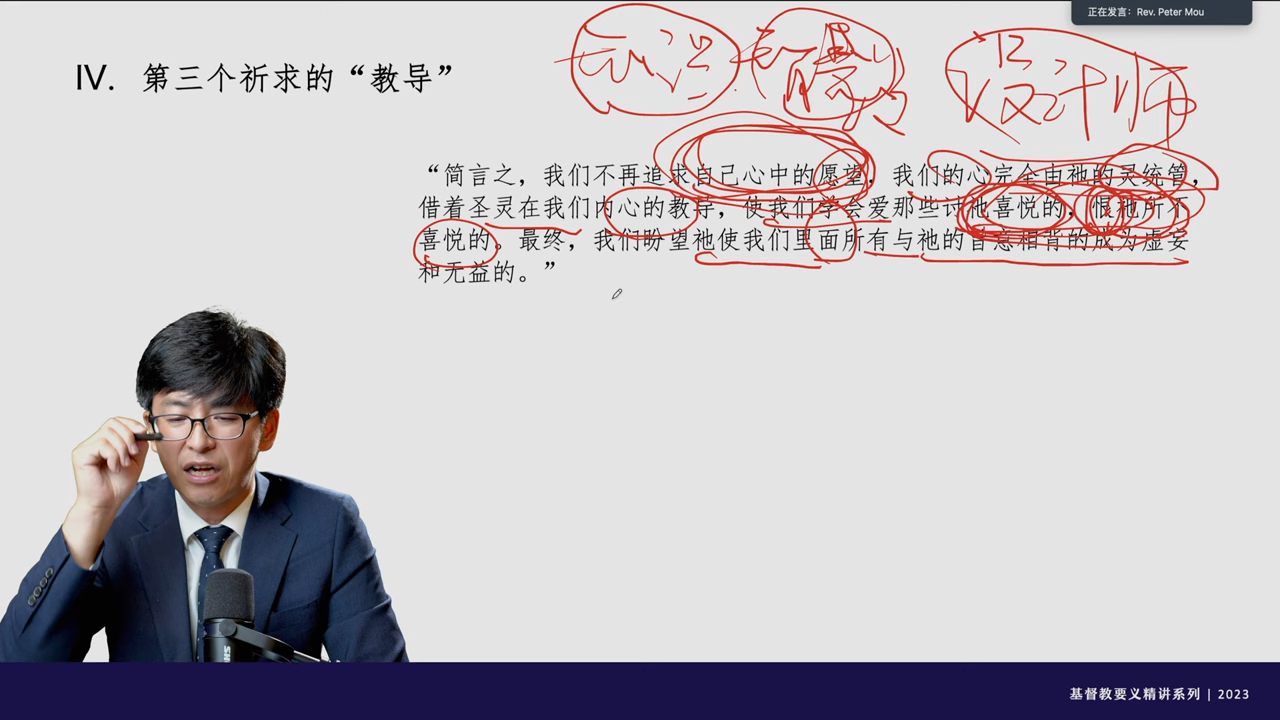 正在发言: Rev. Peter Mou
设计师
IV. 第三个祈求的“教导”
“简言之，我们不再追求自己心中的愿望，我们的心完全由祂的灵统管，
借着圣灵在我们内心的教导，使我们学会爱那些讨祂喜悦的，恨祂所不
喜悦的。最终，我们盼望祂使我们里面所有与祂的旨意相背的成为虚妄
和无益的。”
基督教要义精讲系列 | 2023